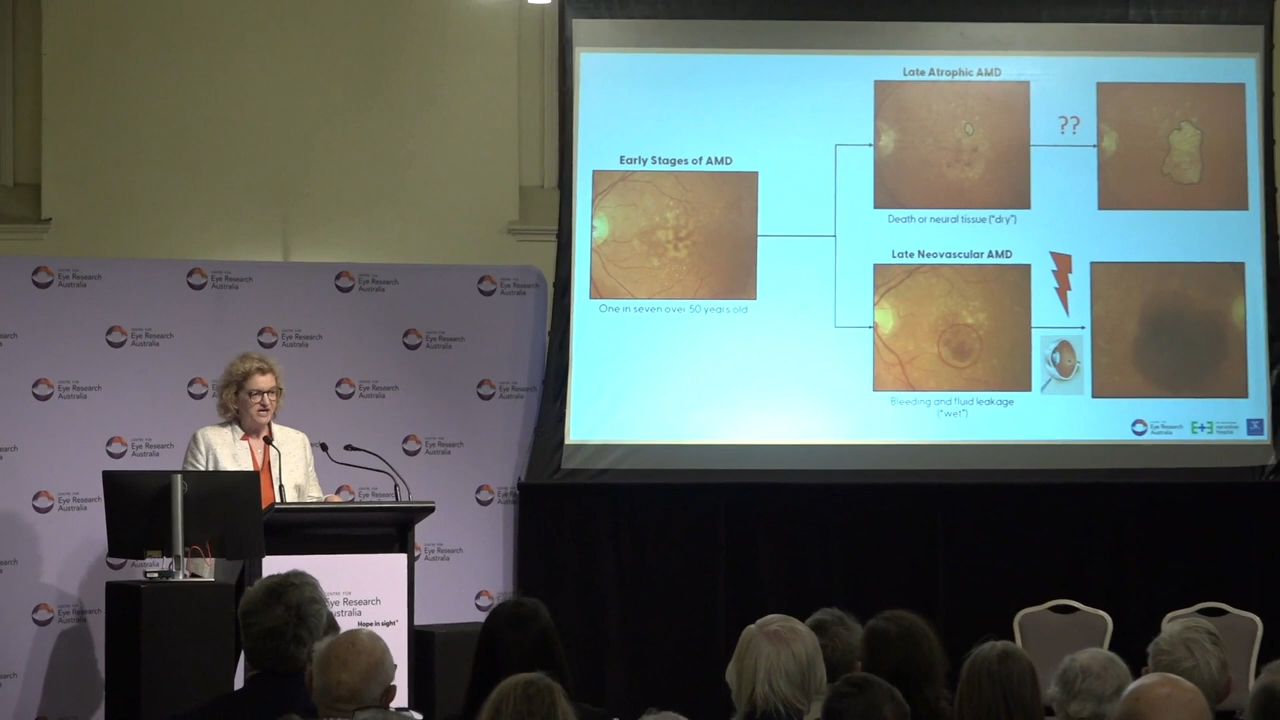 Late Atrophic AMD
??
Early Stages of AMD
One in seven over 50 years old
Death or neural tissue ("dry")
Late Neovascular AMD
Bleeding and fluid leakage
("wet")
CENTRE FOR
Eye Research
Australia
CENTRE FOR
Eye Research
Australia
Hope in sight